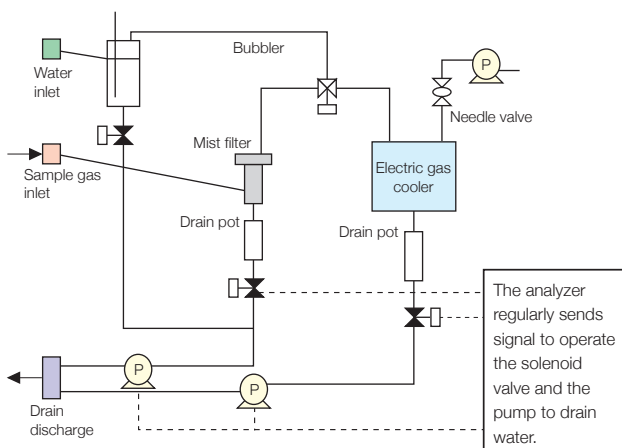 Water
inlet
Bubbler
P
Needle valve
Mist filter
Sample gas
inlet
Electric gas
cooler
Drain pot
Drain pot
The analyzer
regularly sends
signal to operate
the solenoid
valve and the
pump to drain
water.
P
P
Drain
discharge